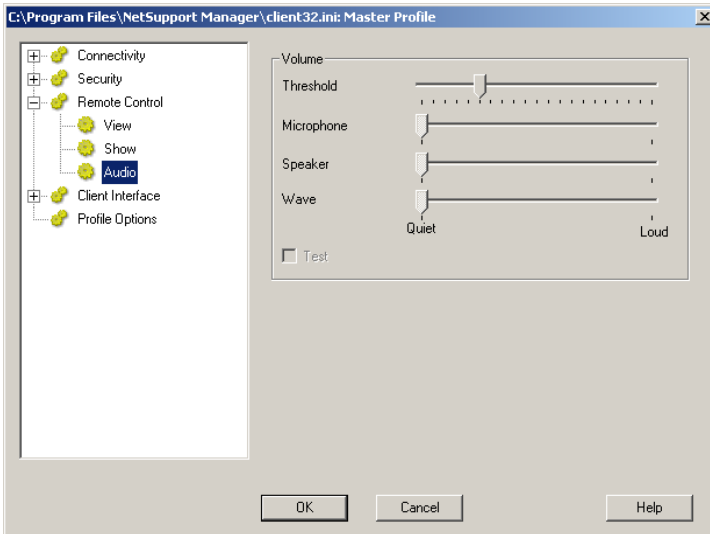 C:\Program Files\NetSupport Manager\client32.ini: Master Profile
Connectivity
Security
Remote Control
View
Show
Audio
Client Interface
Profile Options
Volume
Threshold
Microphone
Speaker
Wave
Quiet Loud
Test
OK Cancel Help